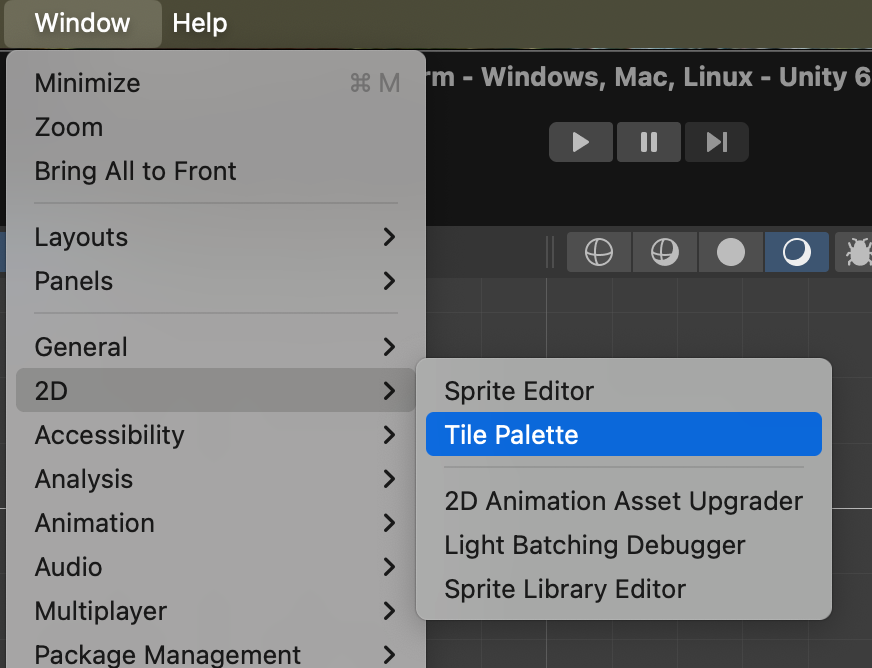 Window Help
Minimize ⌘ M
Zoom
Bring All to Front
Layouts
Panels
General
2D
Accessibility
Analysis
Animation
Audio
Multiplayer
Package Management
rm - Windows, Mac, Linux - Unity 6
Sprite Editor
Tile Palette
2D Animation Asset Upgrader
Light Batching Debugger
Sprite Library Editor